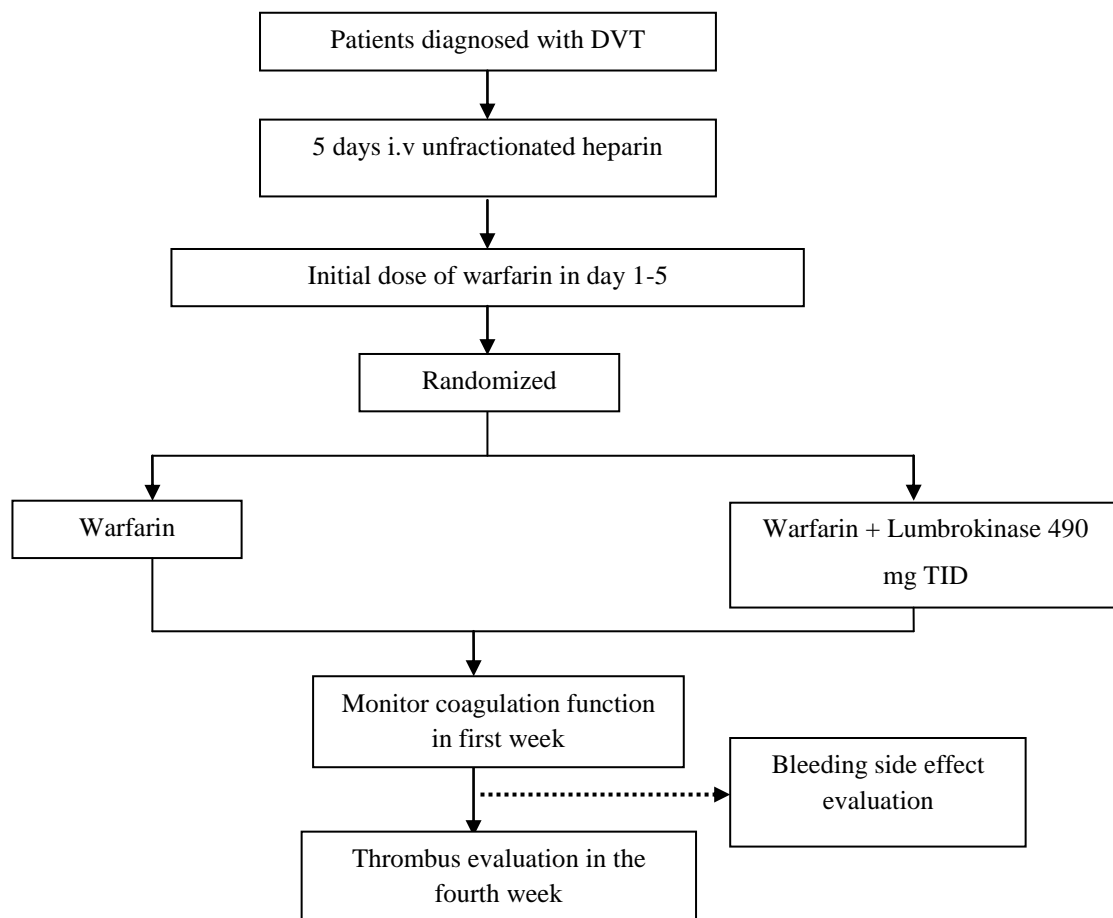 Patients diagnosed with DVT
5 days i.v unfractionated heparin
Initial dose of warfarin in day 1-5
Randomized
Warfarin
Warfarin + Lumbrokinase 490
mg TID
Monitor coagulation function
in first week
Bleeding side effect
evaluation
Thrombus evaluation in the
fourth week